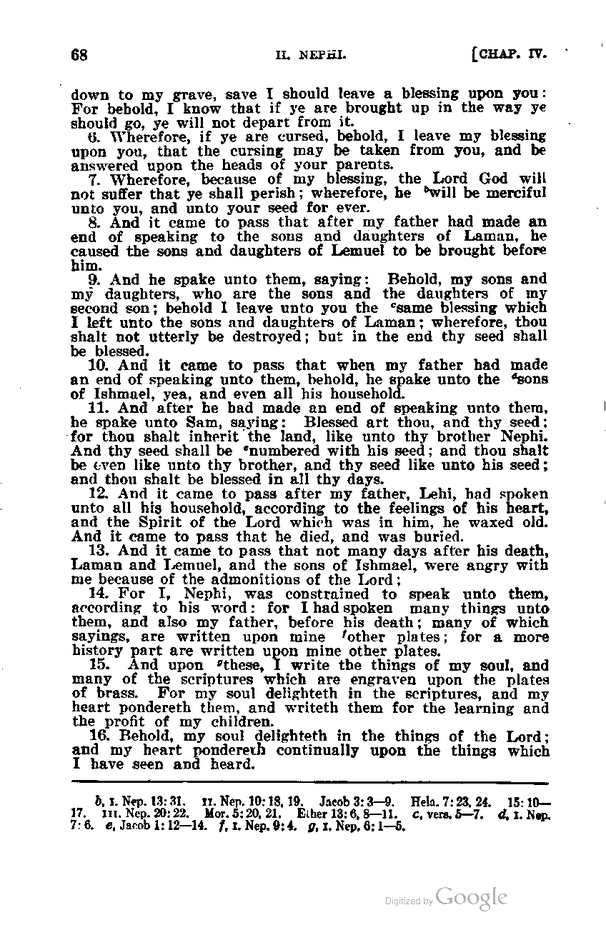 68 II. NEPHI. [CHAP. IV.
down to my grave, save I should leave a blessing upon you:
For behold, I know that if ye are brought up in the way ye
should go, ye will not depart from it.
6. Wherefore, if ye are cursed, behold, I leave my blessing
upon you, that the cursing may be taken from you, and be
answered upon the heads of your parents.
7. Wherefore, because of my blessing, the Lord God will
not suffer that ye shall perish; wherefore, he ᵇwill be merciful
unto you, and unto your seed for ever.
8. And it came to pass that after my father had made an
end of speaking to the sons and daughters of Laman, he
caused the sons and daughters of Lemuel to be brought before
him.
9. And he spake unto them, saying: Behold, my sons and
my daughters, who are the sons and the daughters of my
second son; behold I leave unto you the ᶜsame blessing which
I left unto the sons and daughters of Laman; wherefore, thou
shalt not utterly be destroyed; but in the end thy seed shall
be blessed.
10. And it came to pass that when my father had made
an end of speaking unto them, behold, he spake unto the ᵈsons
of Ishmael, yea, and even all his household.
11. And after he had made an end of speaking unto them,
he spake unto Sam, saying: Blessed art thou, and thy seed;
for thou shalt inherit the land, like unto thy brother Nephi.
And thy seed shall be ᵉnumbered with his seed; and thou shalt
be even like unto thy brother, and thy seed like unto his seed;
and thou shalt be blessed in all thy days.
12. And it came to pass after my father, Lehi, had spoken
unto all his household, according to the feelings of his heart,
and the Spirit of the Lord which was in him, he waxed old.
And it came to pass that he died, and was buried.
13. And it came to pass that not many days after his death,
Laman and Lemuel, and the sons of Ishmael, were angry with
me because of the admonitions of the Lord;
14. For I, Nephi, was constrained to speak unto them,
according to his word: for I had spoken many things unto
them, and also my father, before his death; many of which
sayings, are written upon mine ᶠother plates; for a more
history part are written upon mine other plates.
15. And upon ᵍthese, I write the things of my soul, and
many of the scriptures which are engraven upon the plates
of brass. For my soul delighteth in the scriptures, and my
heart pondereth them, and writeth them for the learning and
the profit of my children.
16. Behold, my soul delighteth in the things of the Lord;
and my heart pondereth continually upon the things which
I have seen and heard.
b, I. Nep. 13:31. II. Nep. 10:18, 19. Jacob 3:3—9. Hela. 7:23, 24. 15:10—
17. III. Nep. 20:22. Mor. 5:20, 21. Ether 13:6, 8—11. c, vers. 5—7. d, I. Nep.
7:6. e, Jacob 1:12—14. f, I. Nep. 9:4. g, I. Nep. 6:1—5.
Digitized by Google